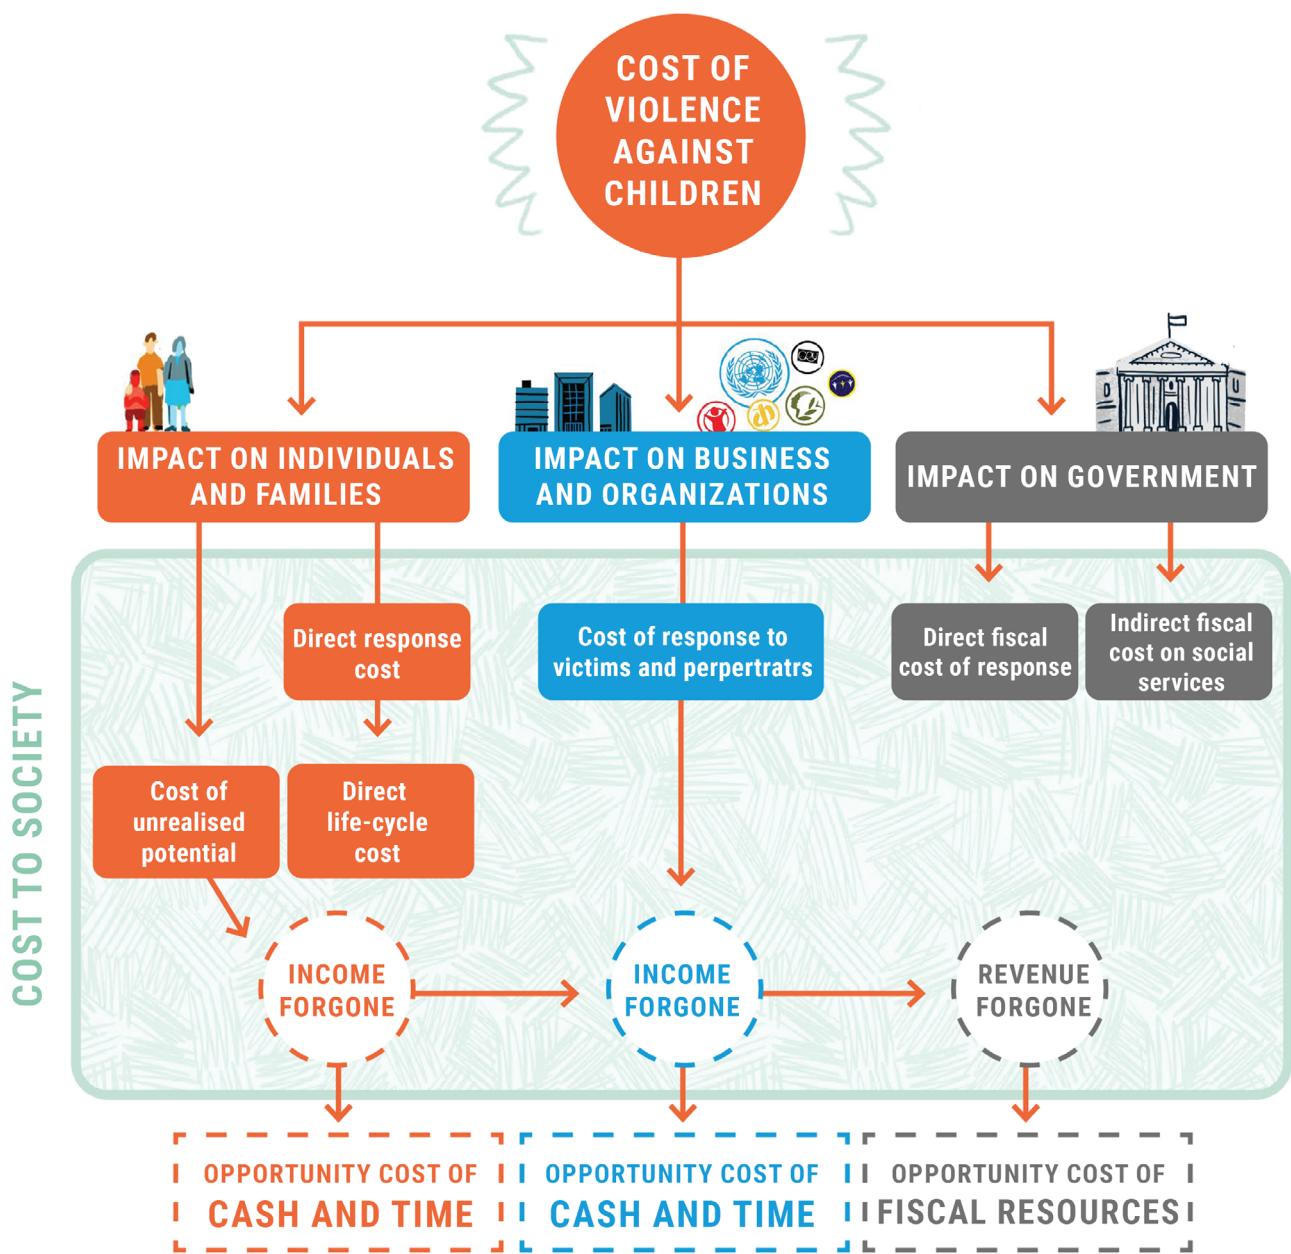 COST OF
VIOLENCE
AGAINST
CHILDREN
IMPACT ON INDIVIDUALS
AND FAMILIES
IMPACT ON BUSINESS
AND ORGANIZATIONS
IMPACT ON GOVERNMENT
COST TO SOCIETY
Direct response
cost
Cost of response to
victims and perpertratrs
Direct fiscal
cost of response
Indirect fiscal
cost on social
services
Cost of
unrealised
potential
Direct
life-cycle
cost
INCOME
FORGONE
INCOME
FORGONE
REVENUE
FORGONE
OPPORTUNITY COST OF
CASH AND TIME
OPPORTUNITY COST OF
CASH AND TIME
OPPORTUNITY COST OF
FISCAL RESOURCES